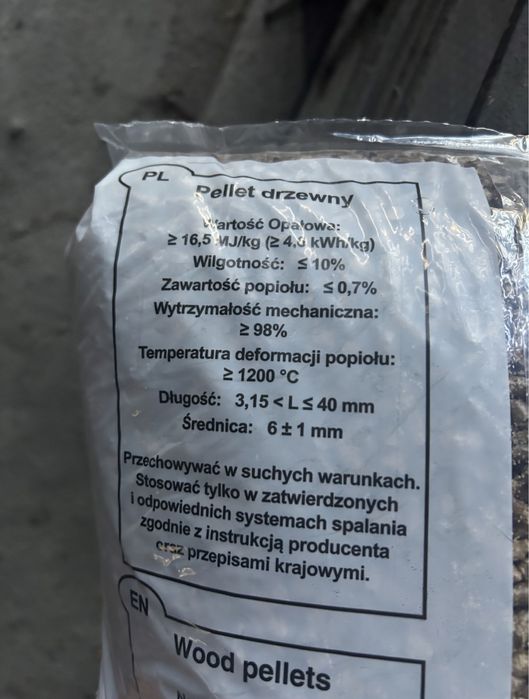 PL
Pellet drzewny
Wartość Opałowa:
≥ 16,5 MJ/kg (≥ 4,6 kWh/kg)
Wilgotność: ≤ 10%
Zawartość popiołu: ≤ 0,7%
Wytrzymałość mechaniczna:
≥ 98%
Temperatura deformacji popiołu:
≥ 1200 °C
Długość: 3,15 < L ≤ 40 mm
Średnica: 6 ± 1 mm
Przechowywać w suchych warunkach.
Stosować tylko w zatwierdzonych
i odpowiednich systemach spalania
zgodnie z instrukcją producenta
oraz przepisami krajowymi.
EN
Wood pellets